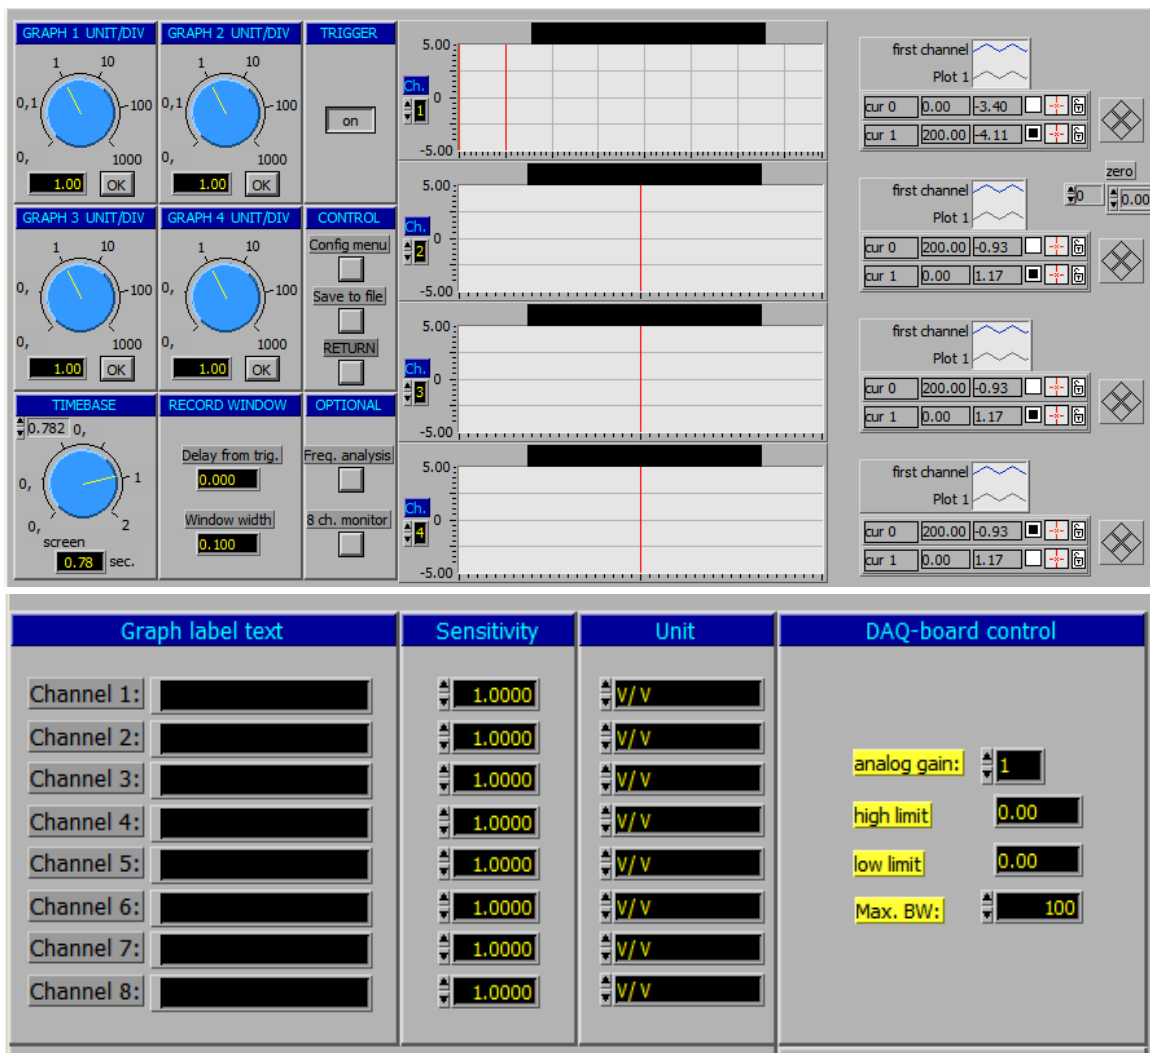 GRAPH 1 UNIT/DIV
1 10
0,1 100
0, 1000
1.00 OK
GRAPH 2 UNIT/DIV
1 10
0,1 100
0, 1000
1.00 OK
TRIGGER
on
GRAPH 3 UNIT/DIV
1 10
0, 100
0, 1000
1.00 OK
GRAPH 4 UNIT/DIV
1 10
0, 100
0, 1000
1.00 OK
CONTROL
Config menu
Save to file
RETURN
TIMEBASE
0.782 0,
0, 1
0, 2
screen
0.78 sec.
RECORD WINDOW
Delay from trig.
0.000
Window width
0.100
OPTIONAL
Freq. analysis
8 ch. monitor
5.00
Ch.
1 0
-5.00
5.00
Ch.
2 0
-5.00
5.00
Ch.
3 0
-5.00
5.00
Ch.
4 0
-5.00
first channel
Plot 1
cur 0 0.00 -3.40
cur 1 200.00 -4.11
zero
0 0.00
first channel
Plot 1
cur 0 200.00 -0.93
cur 1 0.00 1.17
first channel
Plot 1
cur 0 200.00 -0.93
cur 1 0.00 1.17
first channel
Plot 1
cur 0 200.00 -0.93
cur 1 0.00 1.17
Graph label text Sensitivity Unit DAQ-board control
Channel 1: 1.0000 V/ V
Channel 2: 1.0000 V/ V
Channel 3: 1.0000 V/ V
Channel 4: 1.0000 V/ V
Channel 5: 1.0000 V/ V
Channel 6: 1.0000 V/ V
Channel 7: 1.0000 V/ V
Channel 8: 1.0000 V/ V
analog gain: 1
high limit 0.00
low limit 0.00
Max. BW: 100